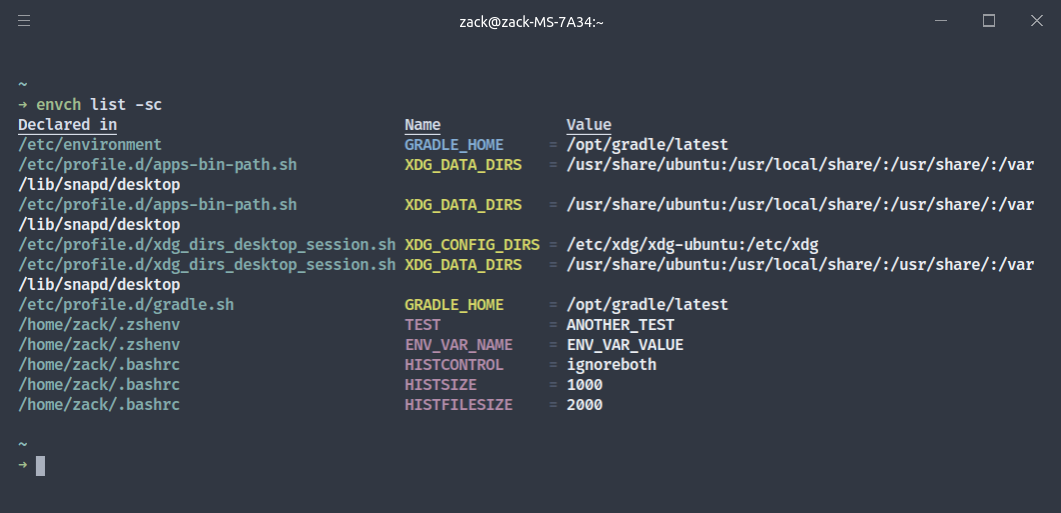 zack@zack-MS-7A34:~
~
➜ envch list -sc
Declared in Name Value
/etc/environment GRADLE_HOME = /opt/gradle/latest
/etc/profile.d/apps-bin-path.sh XDG_DATA_DIRS = /usr/share/ubuntu:/usr/local/share/:/usr/share/:/var
/lib/snapd/desktop
/etc/profile.d/apps-bin-path.sh XDG_DATA_DIRS = /usr/share/ubuntu:/usr/local/share/:/usr/share/:/var
/lib/snapd/desktop
/etc/profile.d/xdg_dirs_desktop_session.sh XDG_CONFIG_DIRS = /etc/xdg/xdg-ubuntu:/etc/xdg
/etc/profile.d/xdg_dirs_desktop_session.sh XDG_DATA_DIRS = /usr/share/ubuntu:/usr/local/share/:/usr/share/:/var
/lib/snapd/desktop
/etc/profile.d/gradle.sh GRADLE_HOME = /opt/gradle/latest
/home/zack/.zshenv TEST = ANOTHER_TEST
/home/zack/.zshenv ENV_VAR_NAME = ENV_VAR_VALUE
/home/zack/.bashrc HISTCONTROL = ignoreboth
/home/zack/.bashrc HISTSIZE = 1000
/home/zack/.bashrc HISTFILESIZE = 2000
~
➜